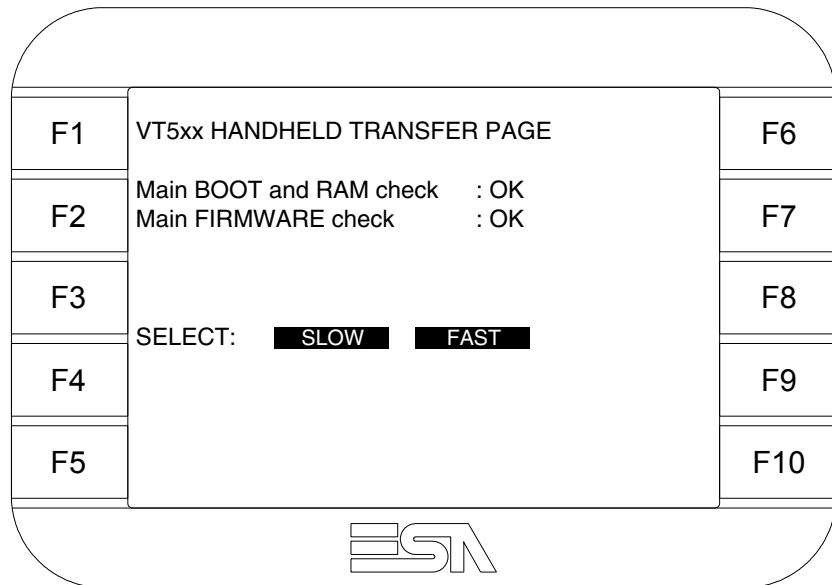 VT5xx HANDHELD TRANSFER PAGE
Main BOOT and RAM check : OK
Main FIRMWARE check : OK
SELECT: SLOW FAST
F1
F2
F3
F4
F5
F6
F7
F8
F9
F10
ESA